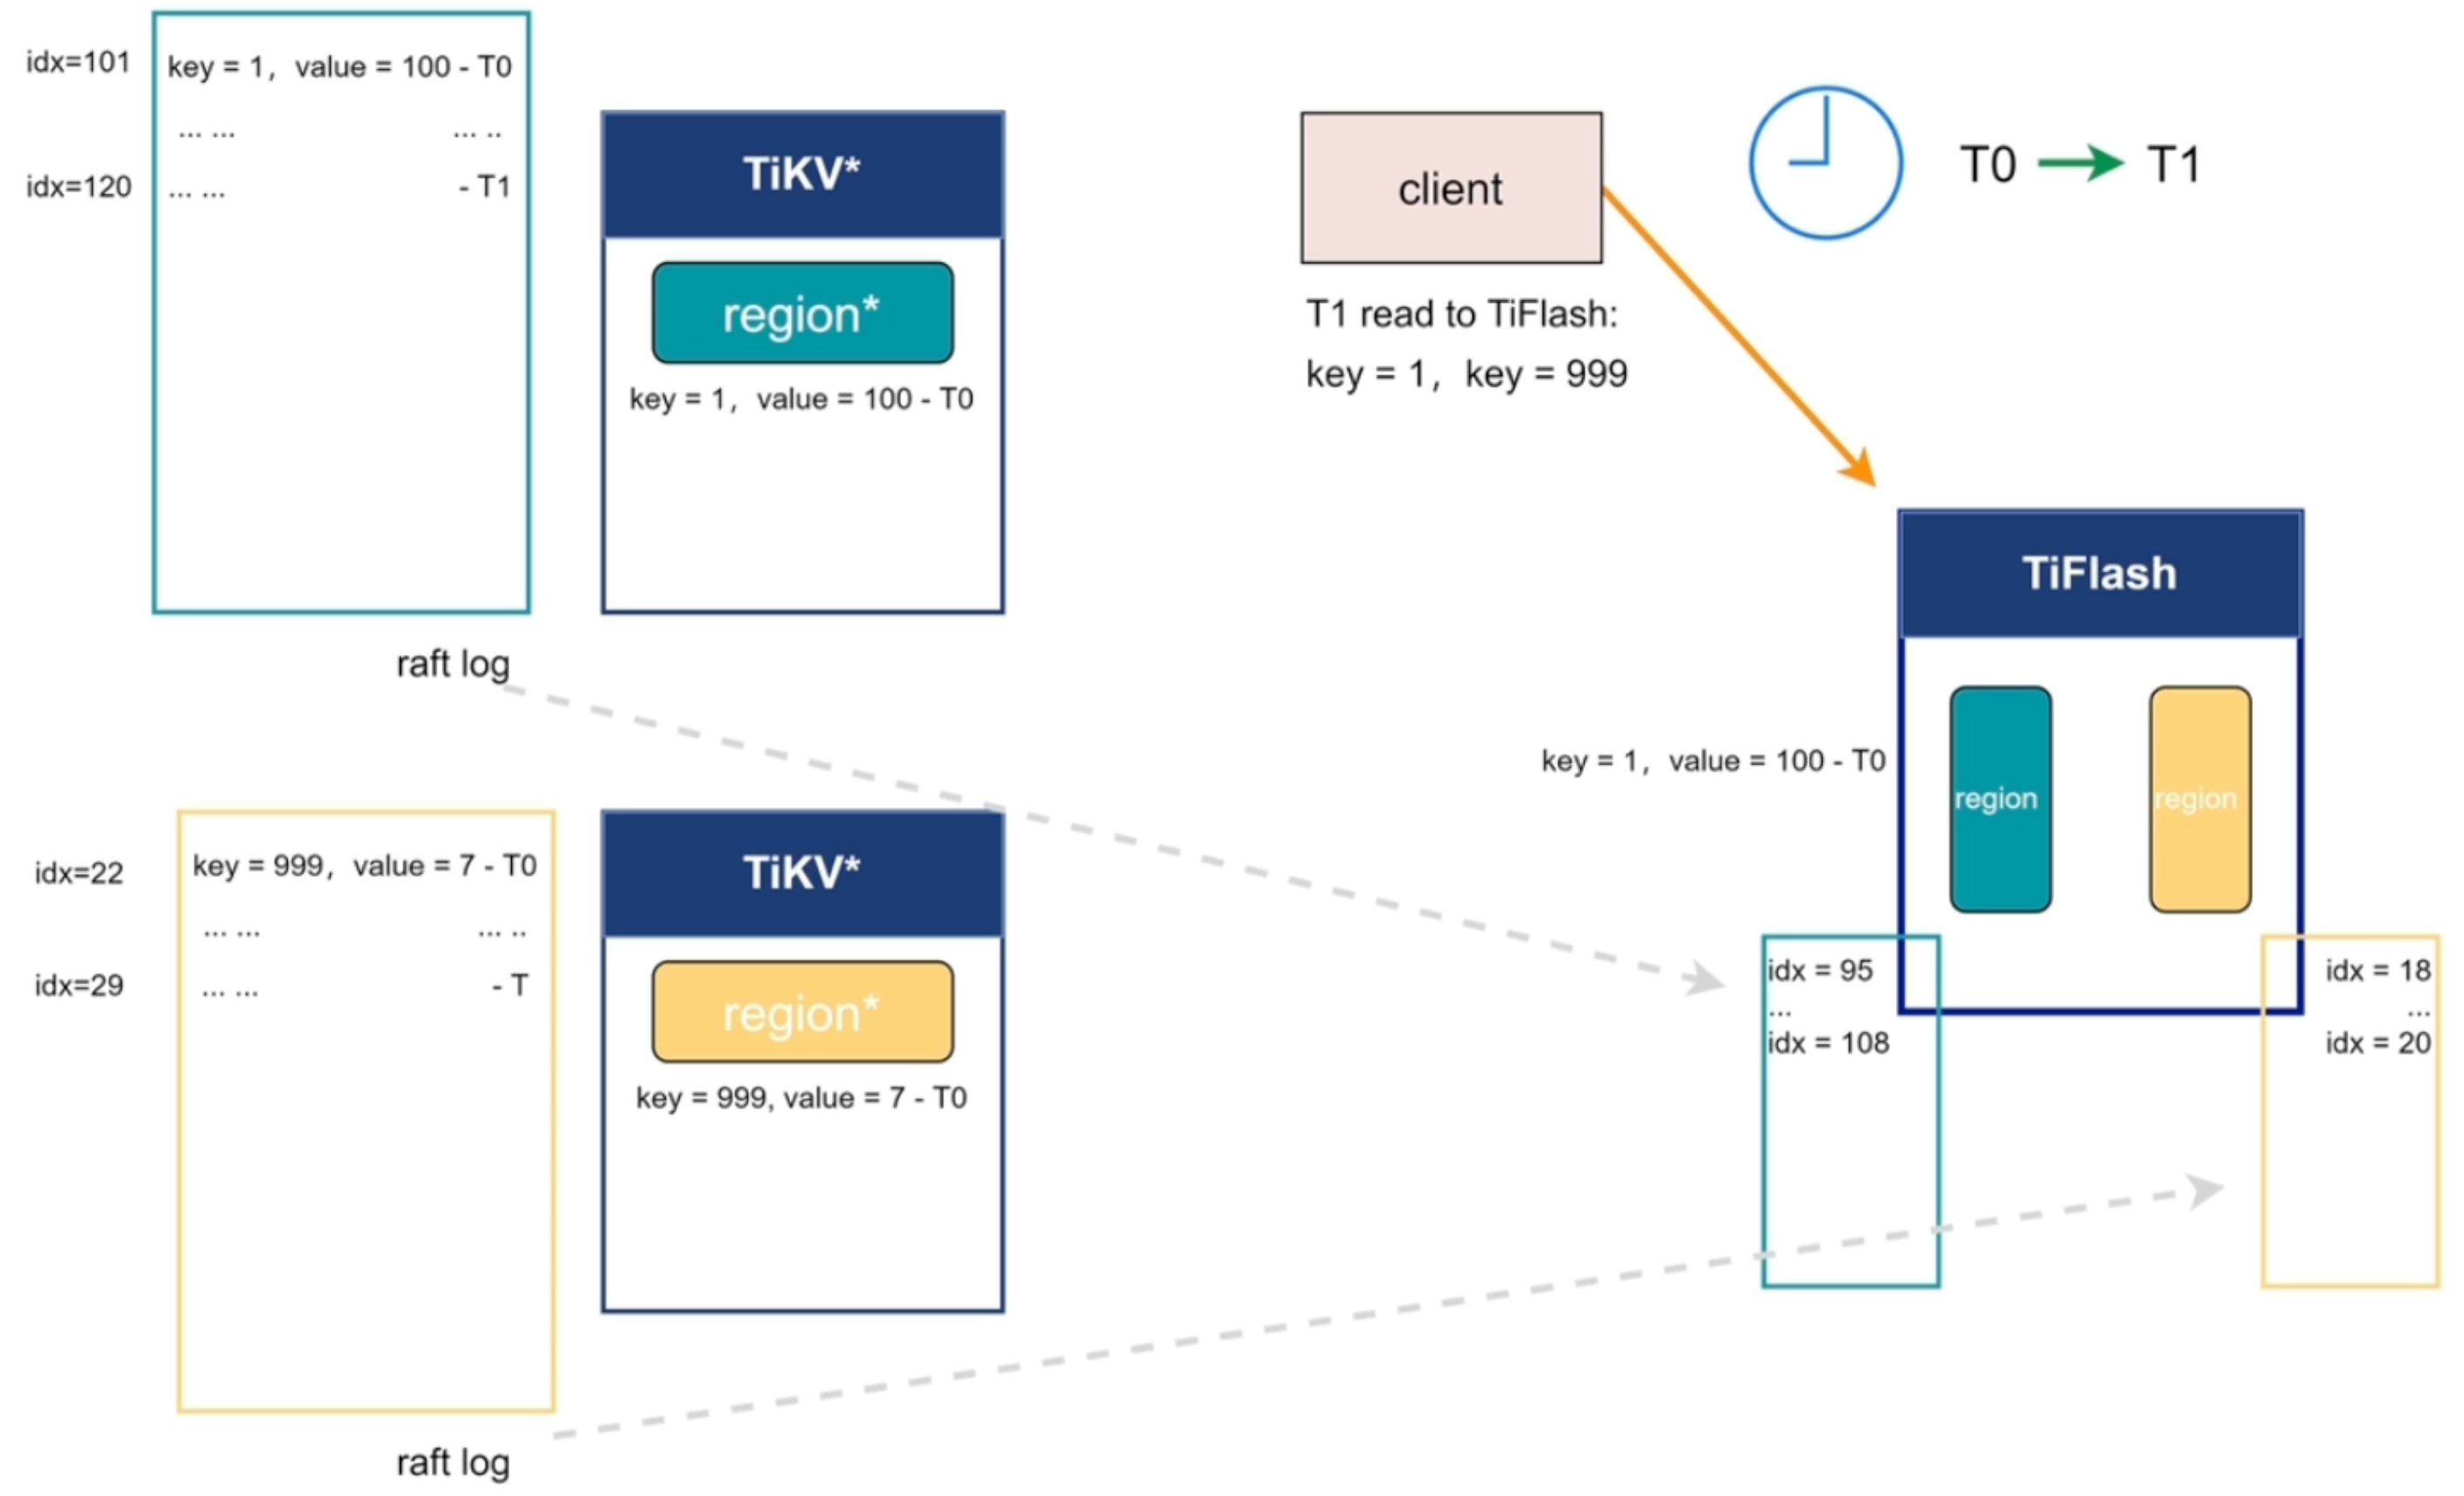 idx=101
key = 1, value = 100 - T0
... ... ... ..
idx=120 ... ... - T1
raft log
TiKV*
region*
key = 1, value = 100 - T0
client
T1 read to TiFlash:
key = 1, key = 999
T0 T1
TiFlash
key = 1, value = 100 - T0
region region
idx = 95
...
idx = 108
idx = 18
...
idx = 20
idx=22
key = 999, value = 7 - T0
... ... ... ..
idx=29 ... ... - T
raft log
TiKV*
region*
key = 999, value = 7 - T0